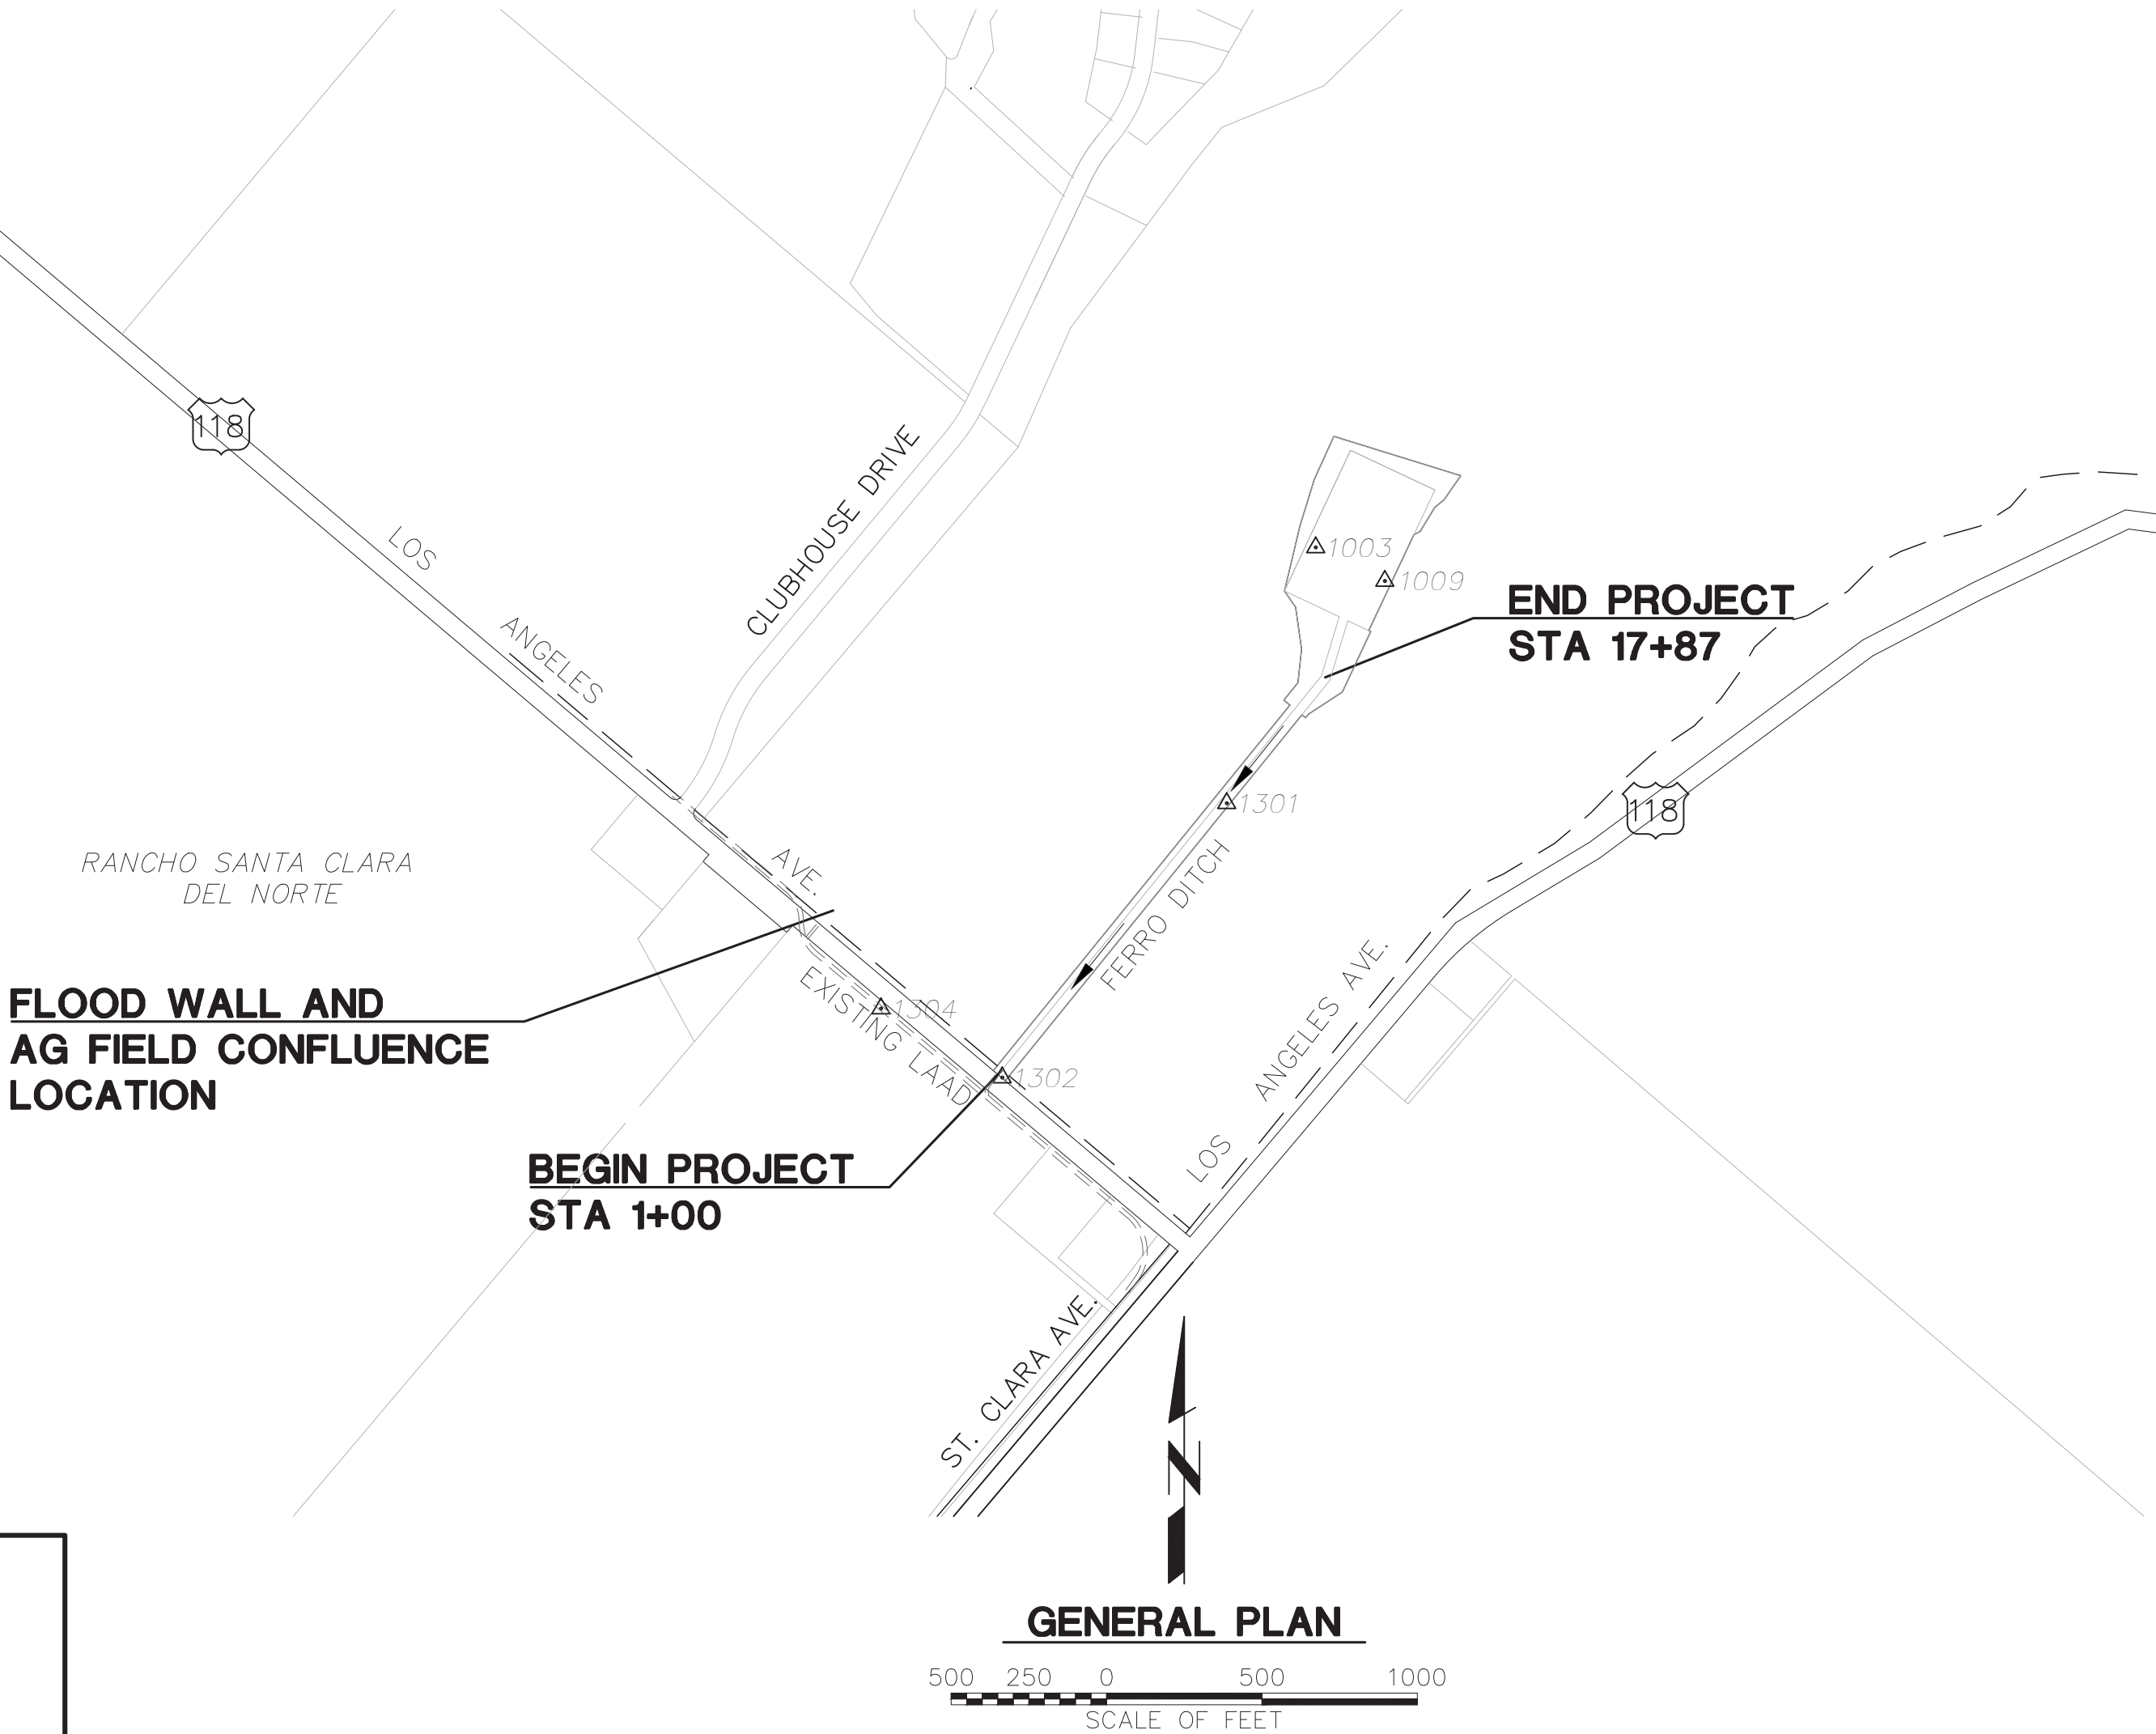 118
LOS
ANGELES
AVE.
CLUBHOUSE DRIVE
1003
1009
END PROJECT
STA 17+87
1301
118
FERRO DITCH
RANCHO SANTA CLARA
DEL NORTE
FLOOD WALL AND
AG FIELD CONFLUENCE
LOCATION
1304
EXISTING LAAD
1302
BEGIN PROJECT
STA 1+00
LOS
ANGELES AVE.
ST. CLARA AVE.
N
GENERAL PLAN
500 250 0 500 1000
SCALE OF FEET